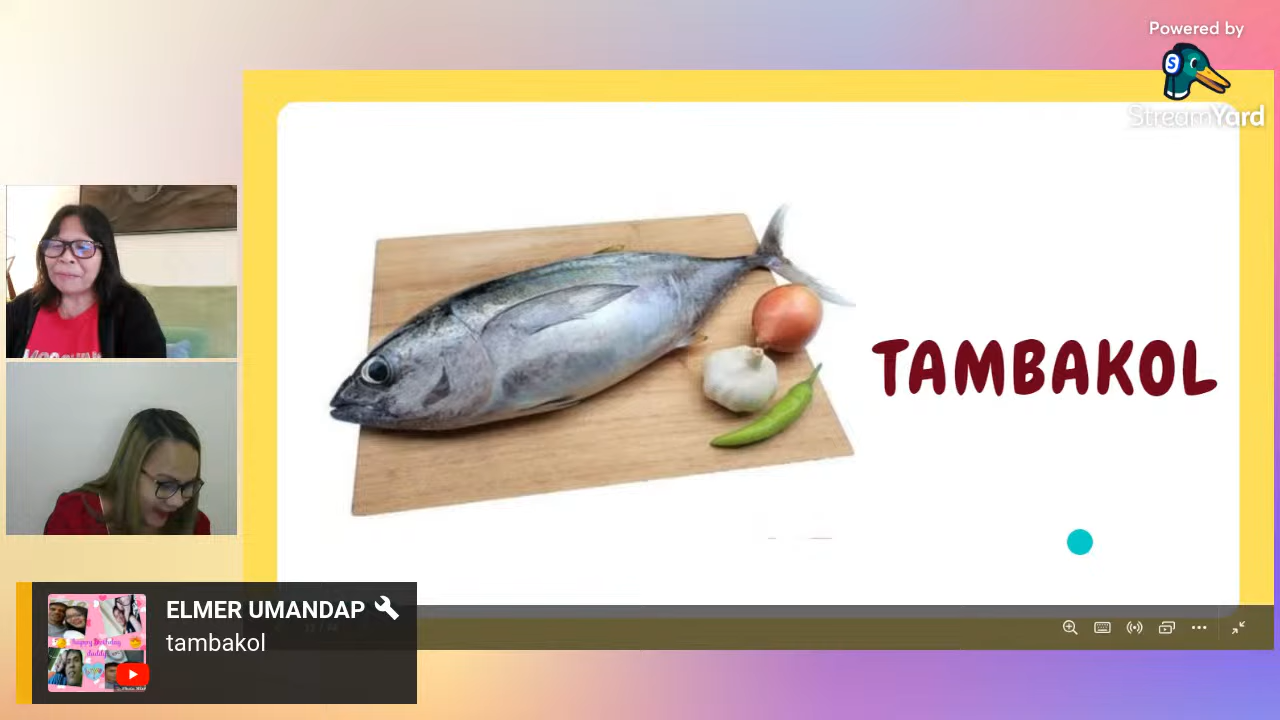 Powered by
StreamYard
TAMBAKOL
ELMER UMANDAP
tambakol